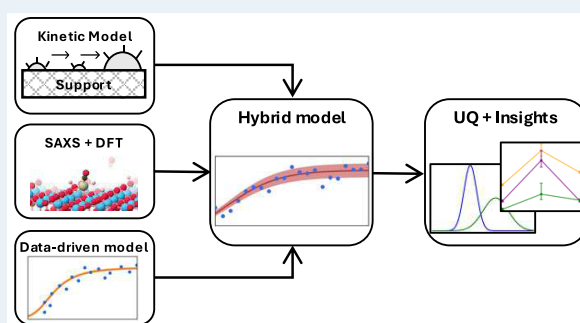 Kinetic Model
Support
SAXS + DFT
Data-driven model
Hybrid model
UQ + Insights